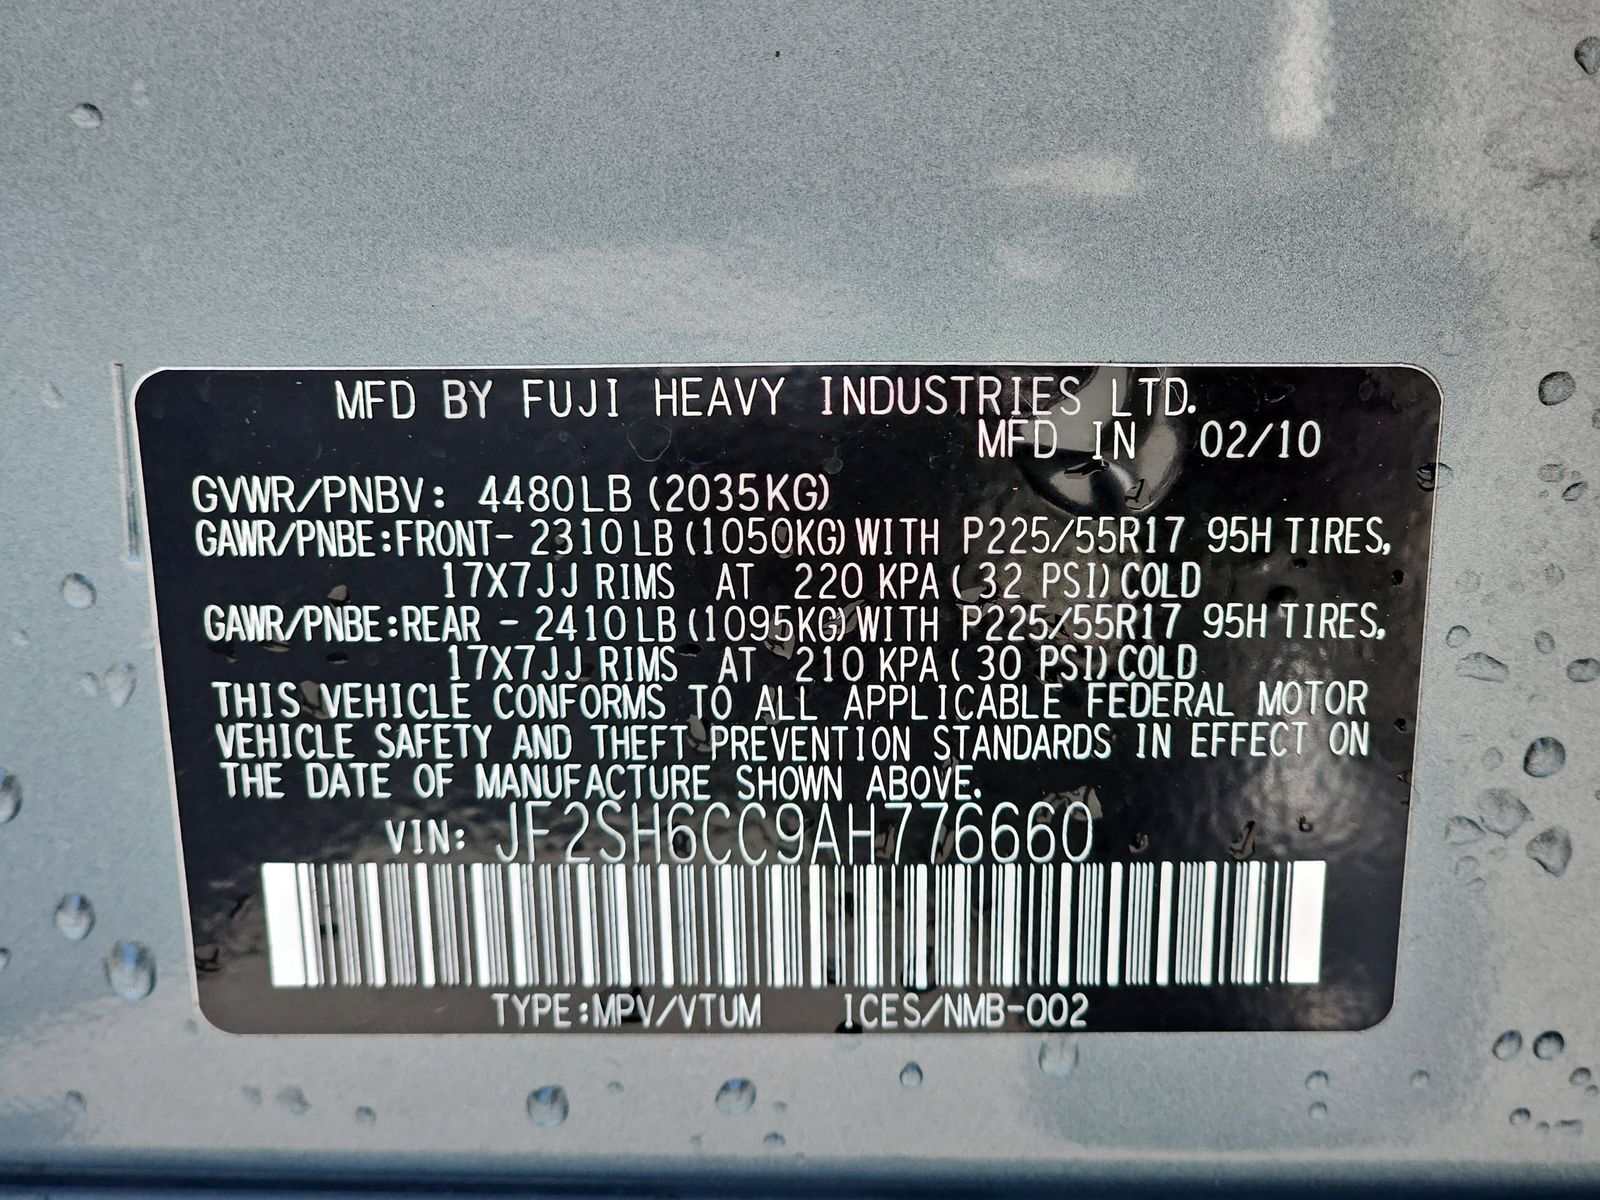 MFD BY FUJI HEAVY INDUSTRIES LTD.
MFD IN 02/10
GVWR/PNBV: 4480LB(2035KG)
GAWR/PNBE:FRONT- 2310LB(1050KG)WITH P225/55R17 95H TIRES,
17X7JJ RIMS AT 220 KPA( 32 PSI)COLD
GAWR/PNBE:REAR - 2410LB(1095KG)WITH P225/55R17 95H TIRES,
17X7JJ RIMS AT 210 KPA( 30 PSI)COLD
THIS VEHICLE CONFORMS TO ALL APPLICABLE FEDERAL MOTOR
VEHICLE SAFETY AND THEFT PREVENTION STANDARDS IN EFFECT ON
THE DATE OF MANUFACTURE SHOWN ABOVE.
VIN: JF2SH6CC9AH776660
TYPE:MPV/VTUM ICES/NMB-002